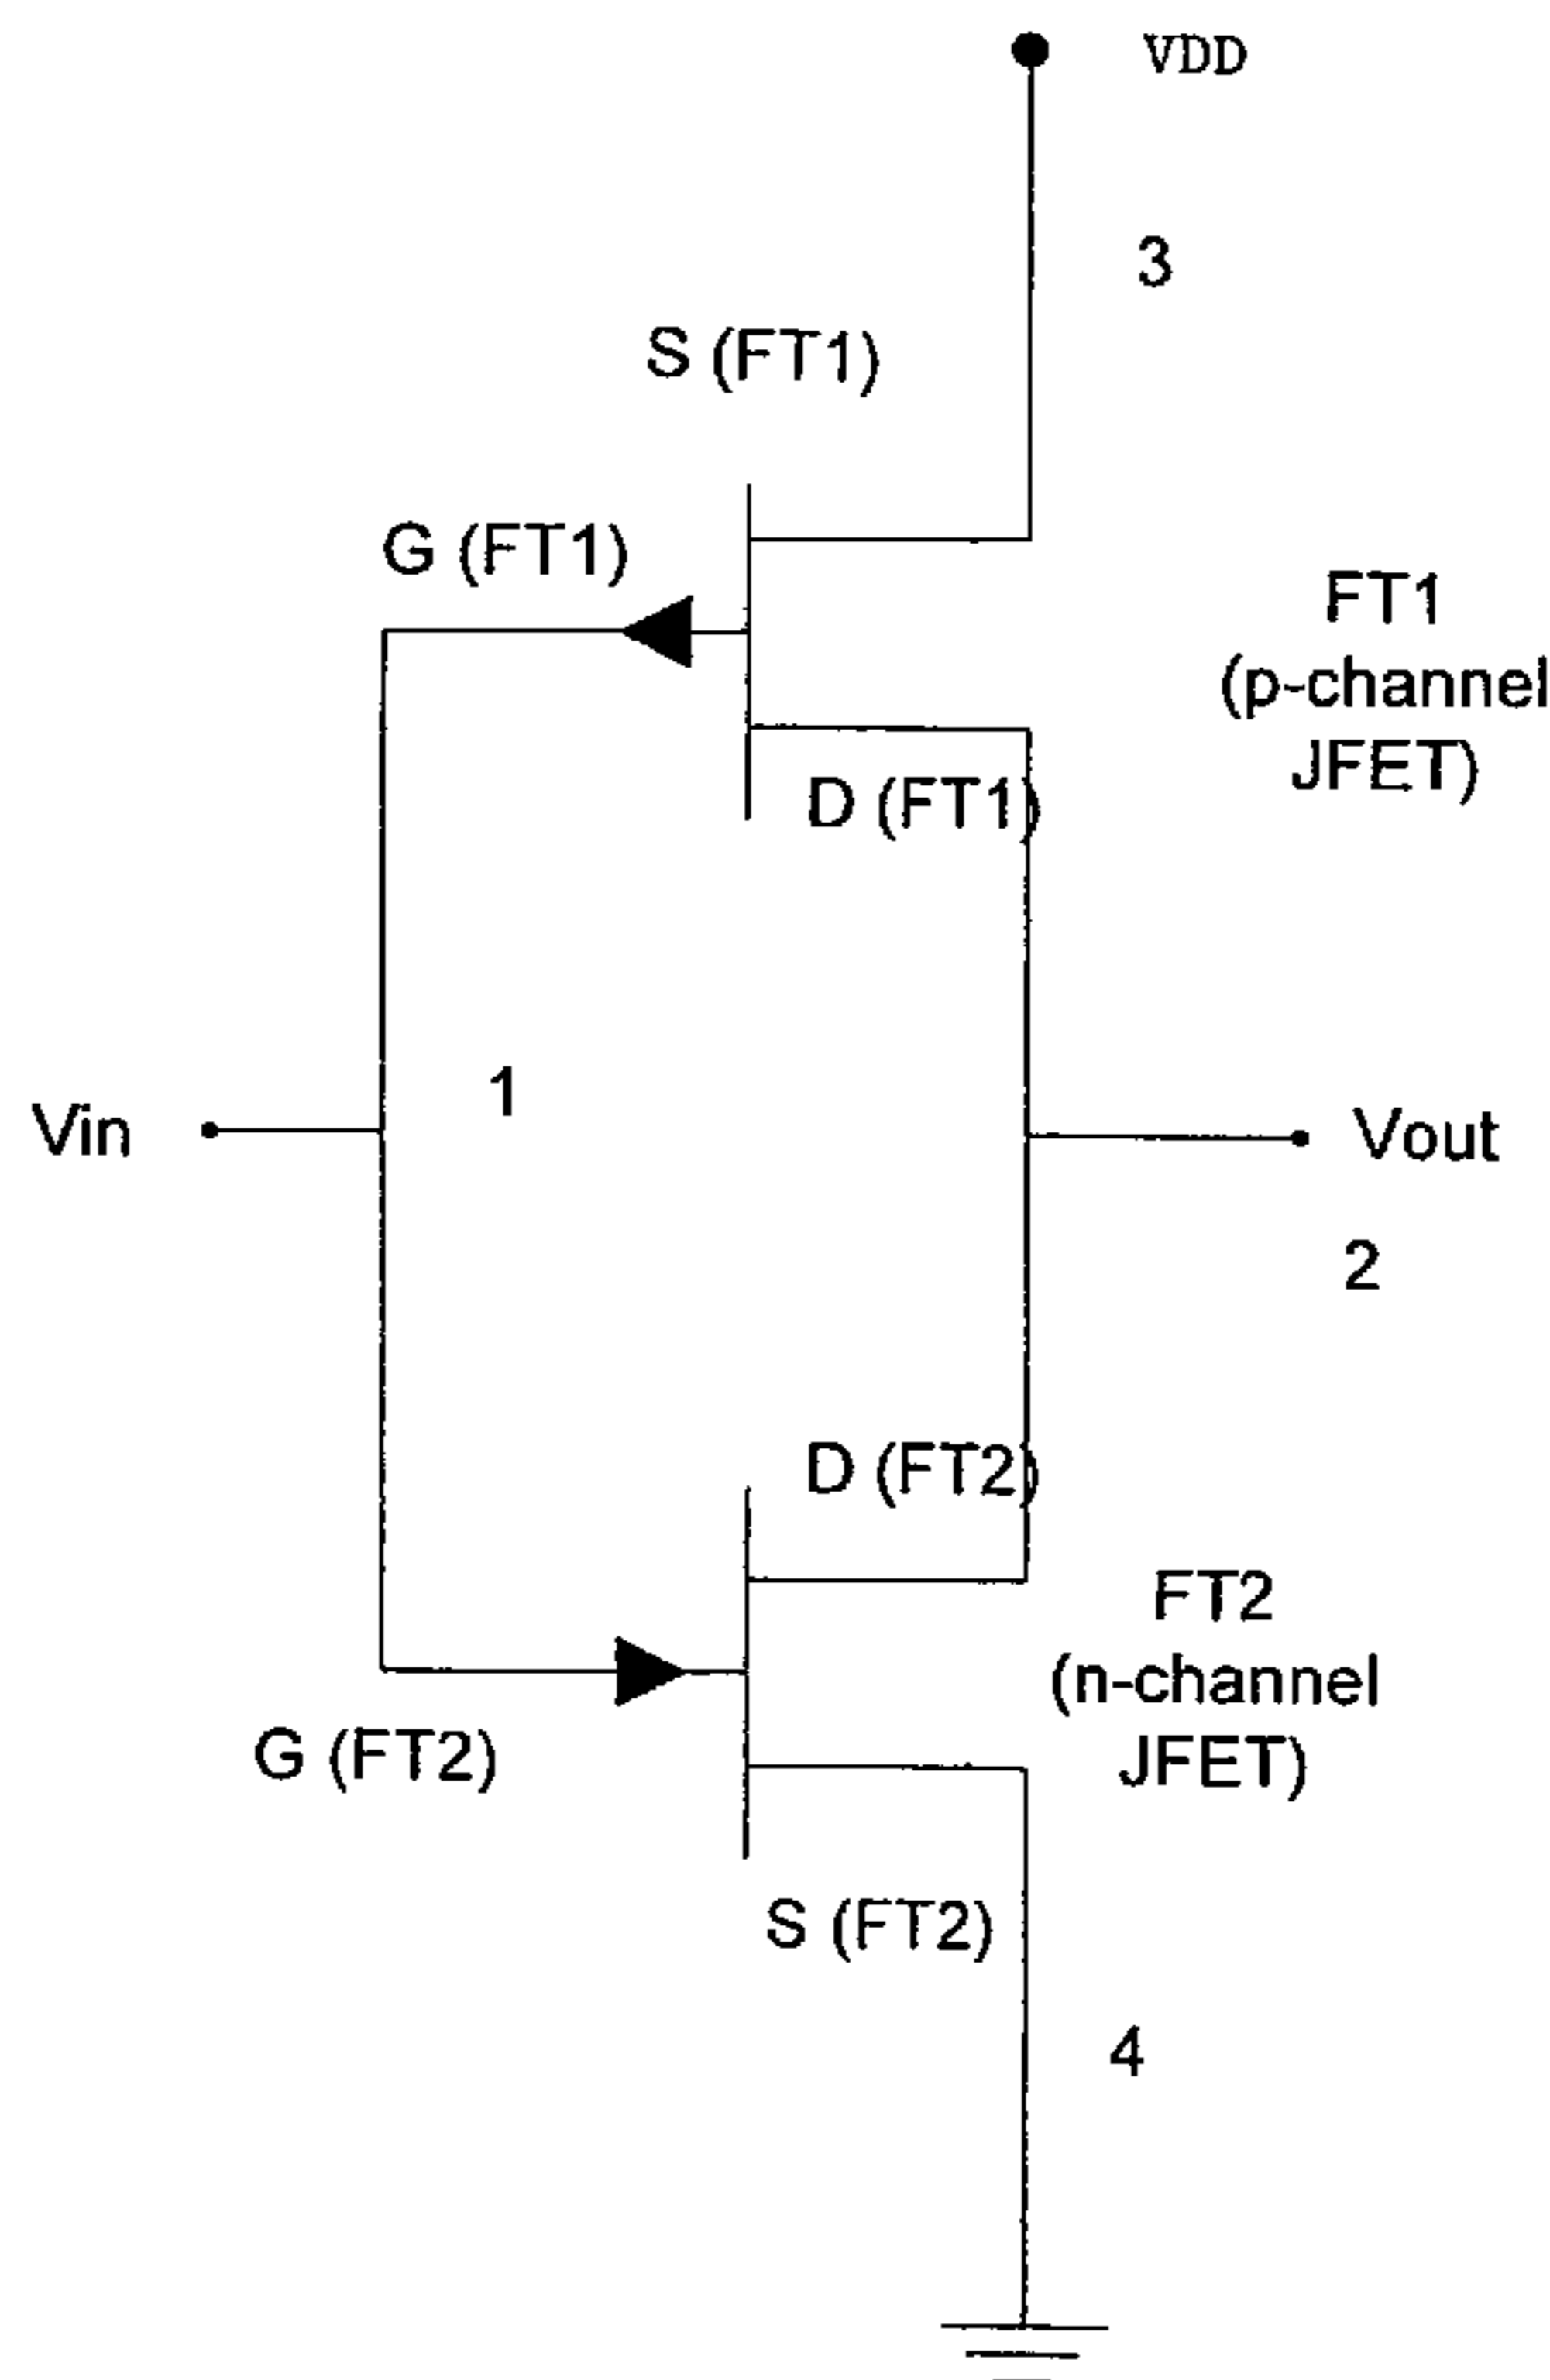 VDD
3
S (FT1)
G (FT1)
FT1
(p-channel
JFET)
D (FT1)
1
Vin
Vout
2
D (FT2)
FT2
(n-channel
JFET)
G (FT2)
S (FT2)
4